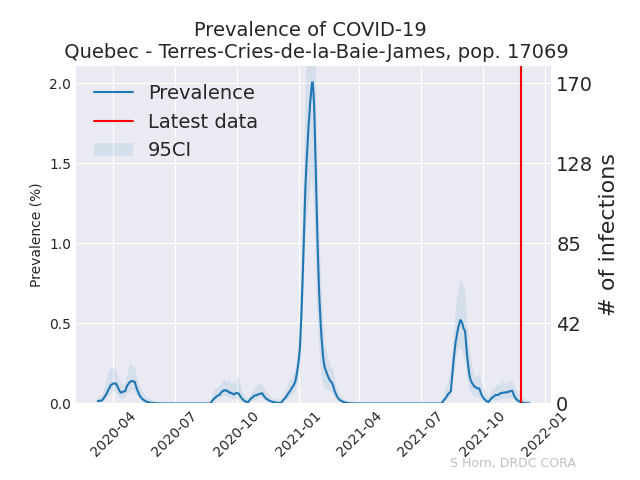 Prevalence of COVID-19
Quebec - Terres-Cries-de-la-Baie-James, pop. 17069
Prevalence
Latest data
95CI
Prevalence (%)
2.0
1.5
1.0
0.5
0.0
170
128
85
42
0
# of infections
2020-04
2020-07
2020-10
2021-01
2021-04
2021-07
2021-10
2022-01
S Horn, DRDC CORA